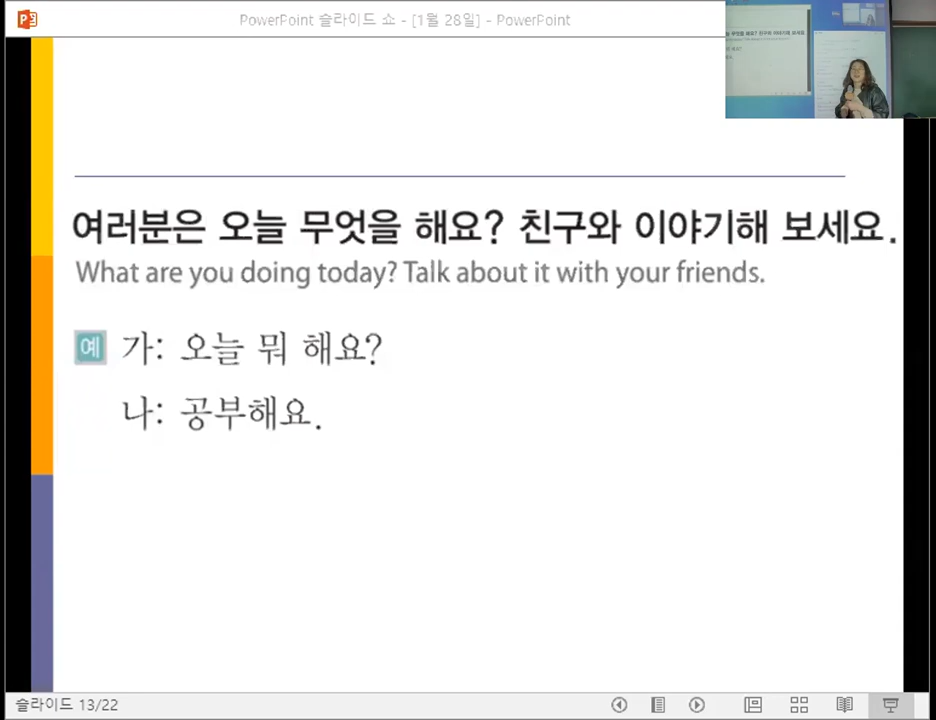 PowerPoint 슬라이드 쇼 - [1월 28일] - PowerPoint
여러분은 오늘 무엇을 해요? 친구와 이야기해 보세요.
What are you doing today? Talk about it with your friends.
예 가: 오늘 뭐 해요?
나: 공부해요.
슬라이드 13/22